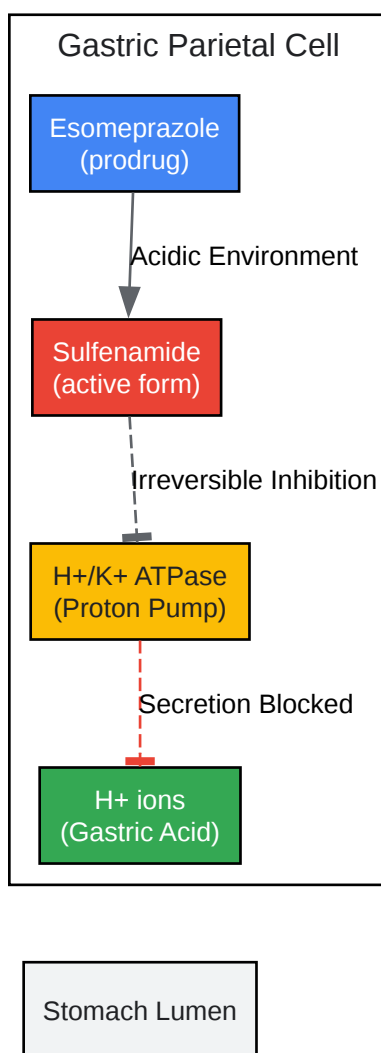 Gastric Parietal Cell
Esomeprazole
(prodrug)
Acidic Environment
Sulfenamide
(active form)
Irreversible Inhibition
H+/K+ ATPase
(Proton Pump)
Secretion Blocked
H+ ions
(Gastric Acid)
Stomach Lumen